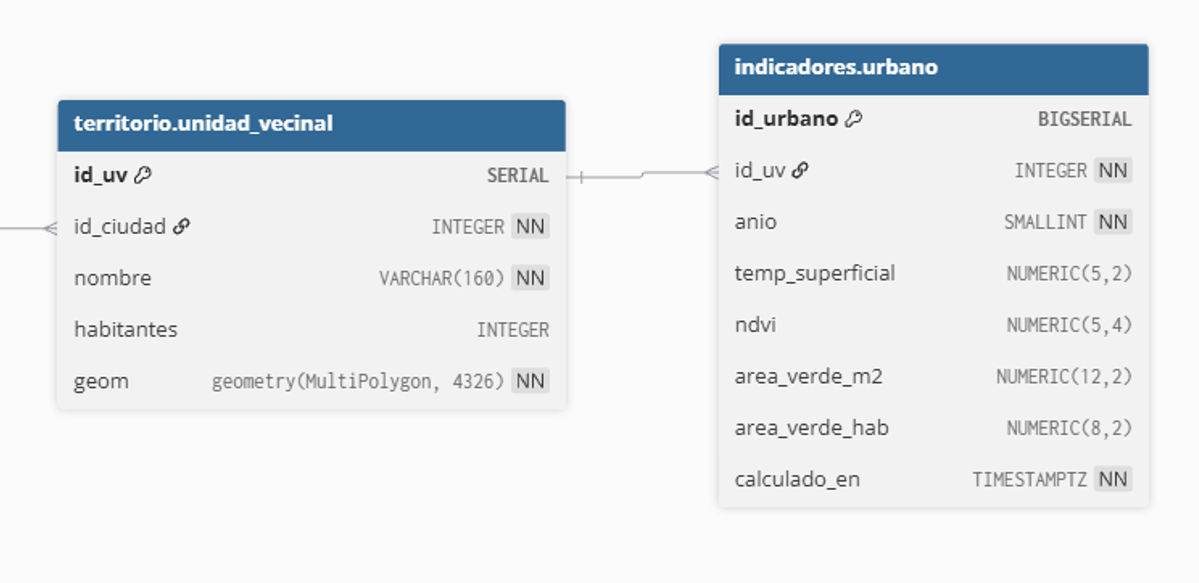 territorio.unidad_vecinal
id_uv SERIAL
id_ciudad INTEGER NN
nombre VARCHAR(160) NN
habitantes INTEGER
geom geometry(MultiPolygon, 4326) NN
indicadores.urbano
id_urbano BIGSERIAL
id_uv INTEGER NN
anio SMALLINT NN
temp_superficial NUMERIC(5,2)
ndvi NUMERIC(5,4)
area_verde_m2 NUMERIC(12,2)
area_verde_hab NUMERIC(8,2)
calculado_en TIMESTAMPTZ NN